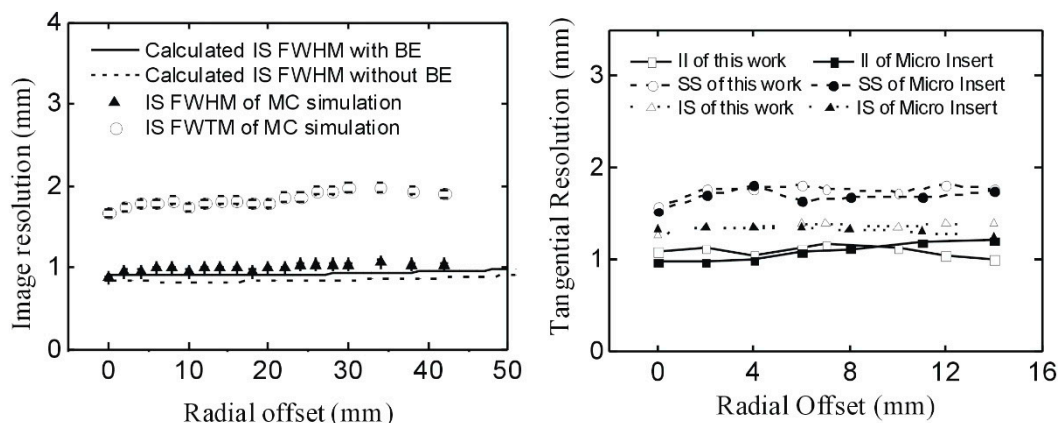 4
3
2
1
0
Image resolution (mm)
Calculated IS FWHM with BE
Calculated IS FWHM without BE
IS FWHM of MC simulation
IS FWTM of MC simulation
0 10 20 30 40 50
Radial offset (mm)
3
2
1
0
Tangential Resolution (mm)
II of this work II of Micro Insert
SS of this work SS of Micro Insert
IS of this work IS of Micro Insert
0 4 8 12 16
Radial Offset (mm)